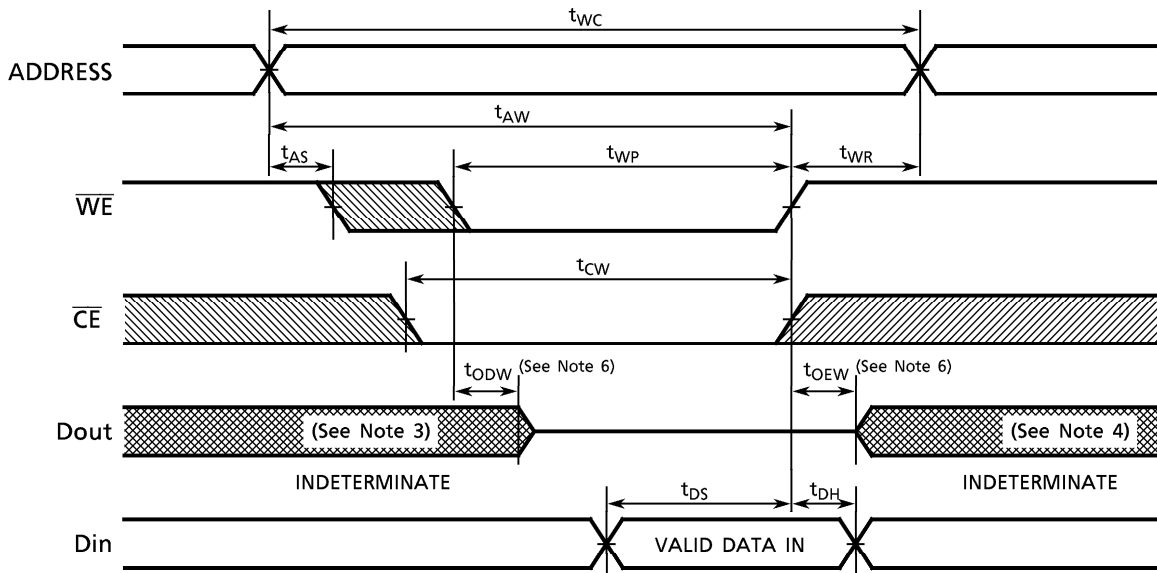 tWC
ADDRESS
tAW
tAS
tWP
tWR
WE
tCW
CE
tODW (See Note 6)
tOEW (See Note 6)
Dout
(See Note 3)
(See Note 4)
INDETERMINATE
INDETERMINATE
tDS
tDH
Din
VALID DATA IN